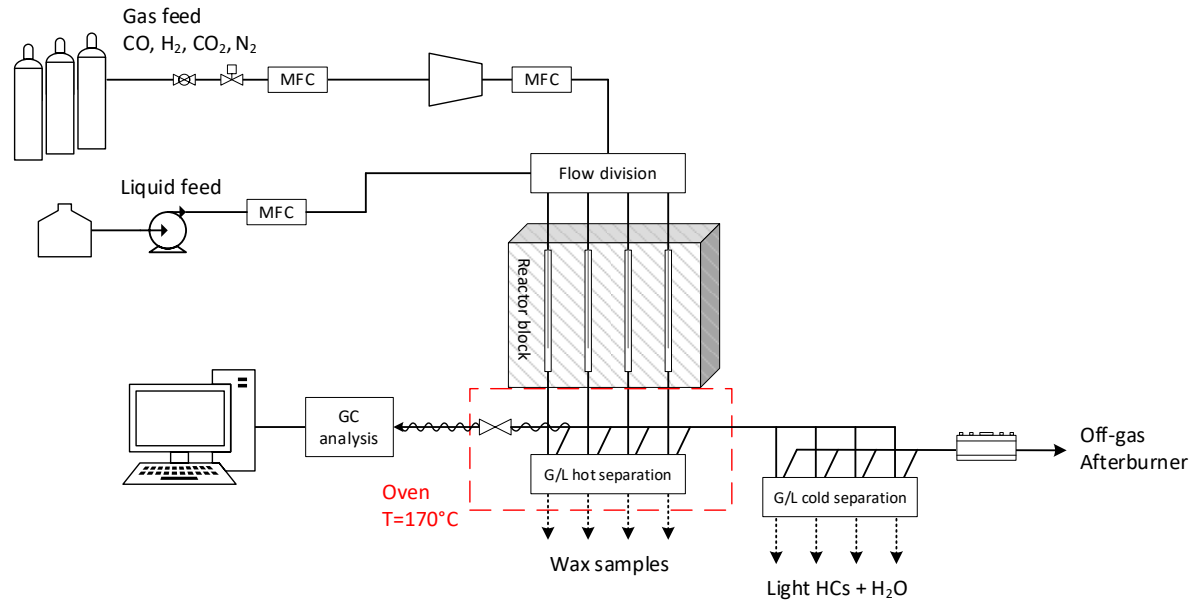 Gas feed
CO, H₂, CO₂, N₂
MFC
MFC
Flow division
Liquid feed
MFC
Reactor block
GC
analysis
G/L hot separation
Oven
T=170°C
Wax samples
Off-gas
Afterburner
G/L cold separation
Light HCs + H₂O